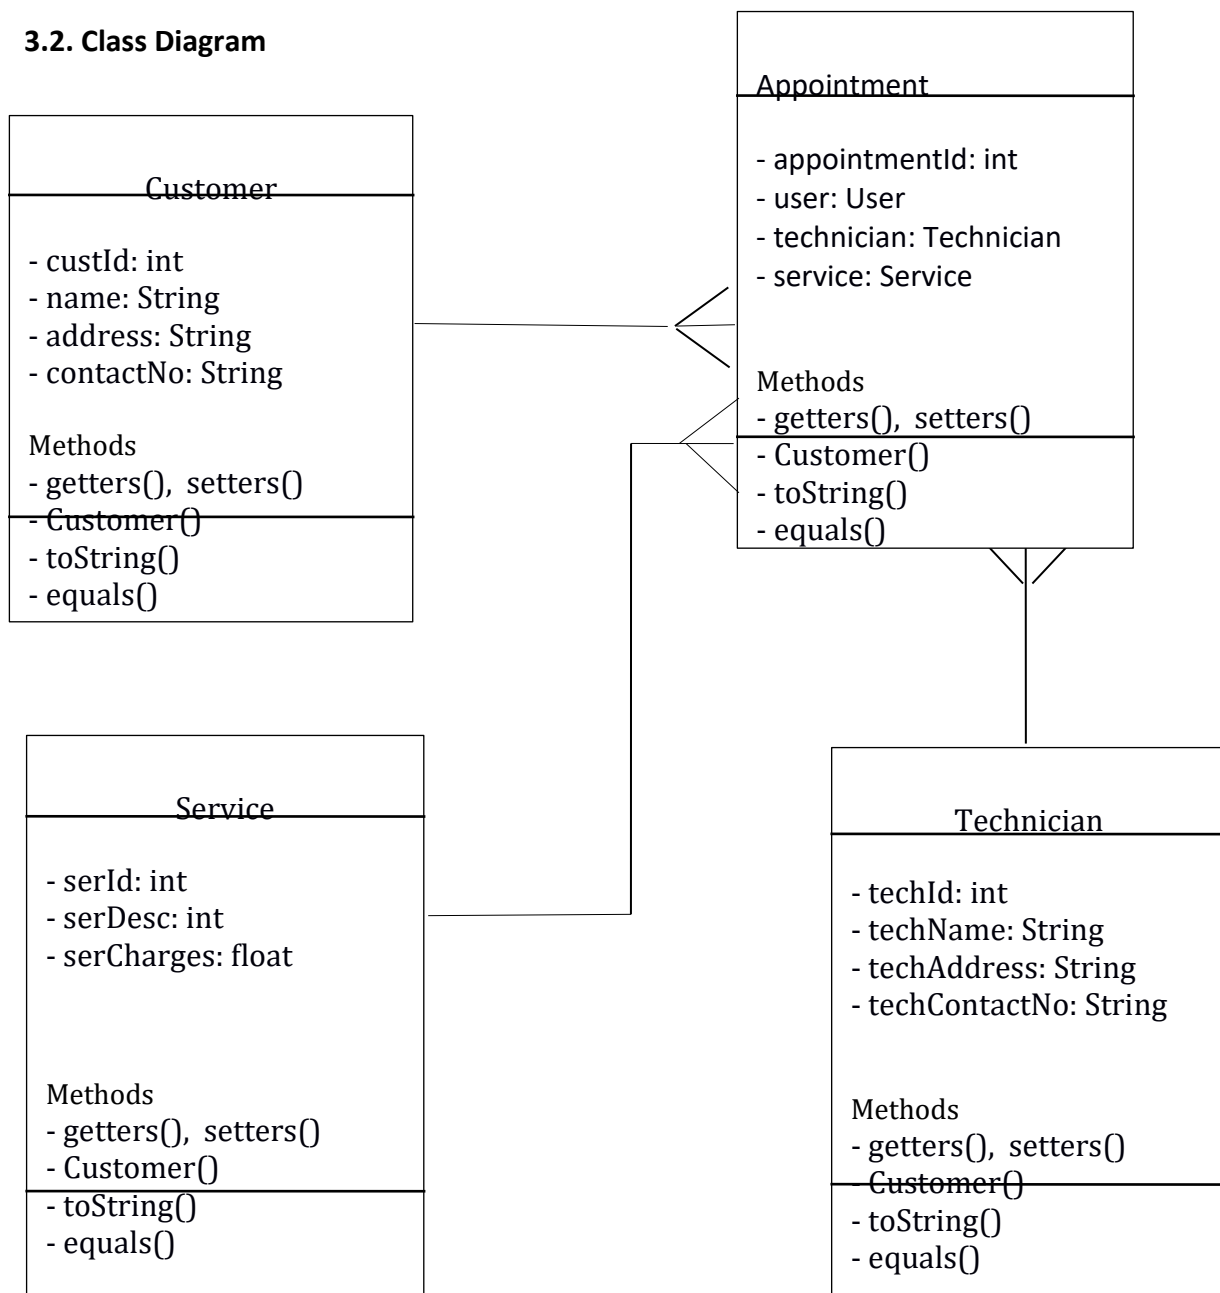 3.2. Class Diagram
Appointment
- appointmentId: int
- user: User
- technician: Technician
- service: Service
Methods
- getters(), setters()
- Customer()
- toString()
- equals()
Customer
- custId: int
- name: String
- address: String
- contactNo: String
Methods
- getters(), setters()
- Customer()
- toString()
- equals()
Service
- serId: int
- serDesc: int
- serCharges: float
Methods
- getters(), setters()
- Customer()
- toString()
- equals()
Technician
- techId: int
- techName: String
- techAddress: String
- techContactNo: String
Methods
- getters(), setters()
- Customer()
- toString()
- equals()